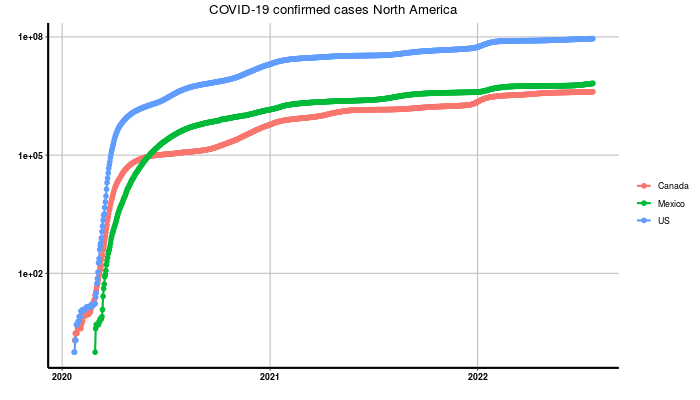 COVID-19 confirmed cases North America
1e+08
1e+05
1e+02
2020
2021
2022
Canada
Mexico
US